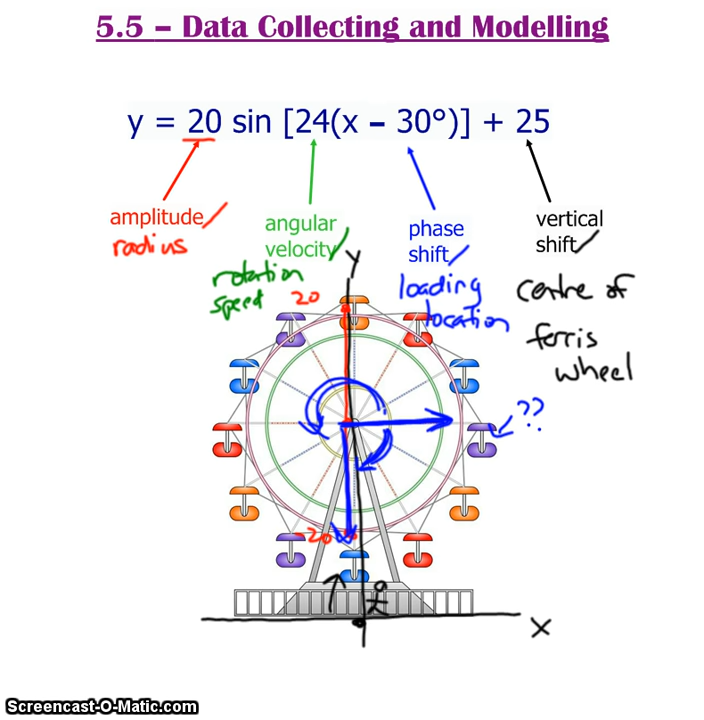 5.5 – Data Collecting and Modelling
y = 20 sin [24(x – 30°)] + 25
amplitude
radius
angular
velocity
rotation
speed
phase
shift
loading
location
vertical
shift
centre of
ferris
wheel
y
20
??
20
x
Screencast-O-Matic.com